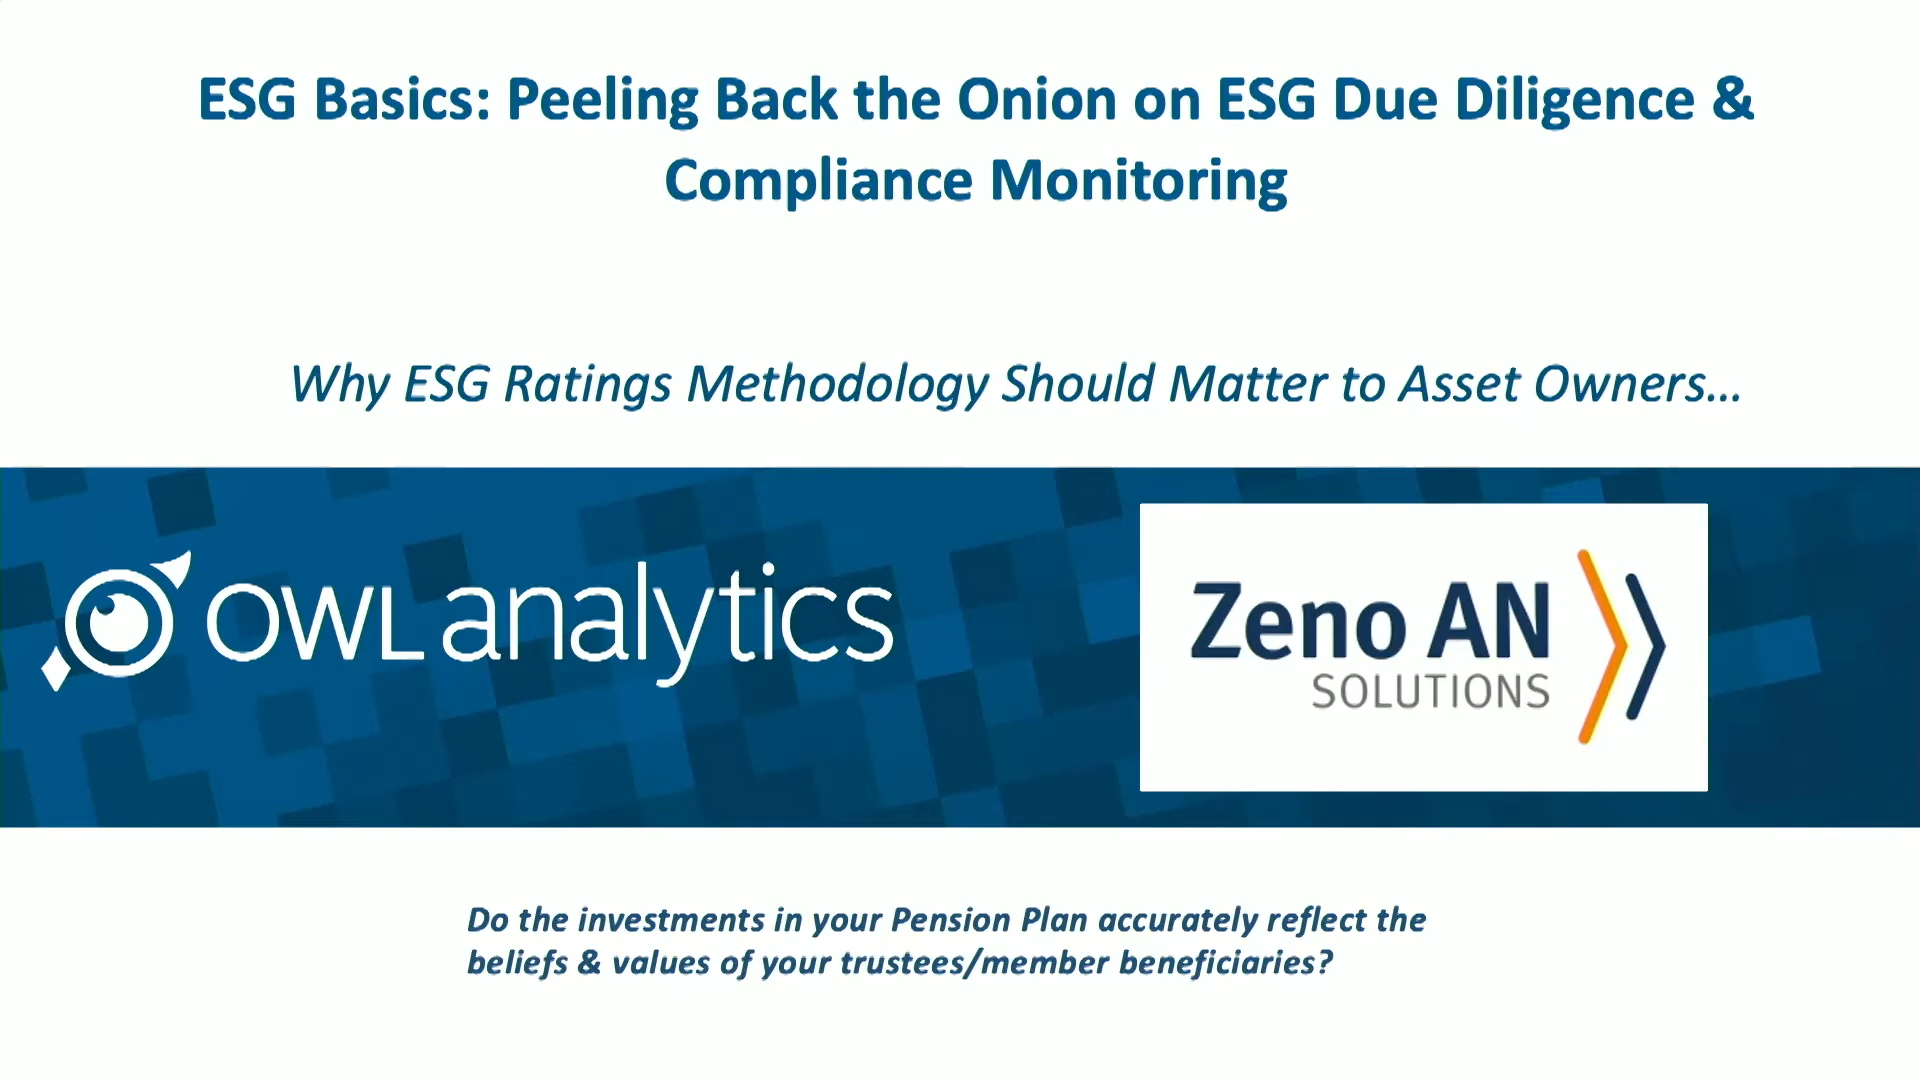 ESG Basics: Peeling Back the Onion on ESG Due Diligence &
Compliance Monitoring
Why ESG Ratings Methodology Should Matter to Asset Owners...
OWL analytics
Zeno AN
SOLUTIONS
Do the investments in your Pension Plan accurately reflect the
beliefs & values of your trustees/member beneficiaries?